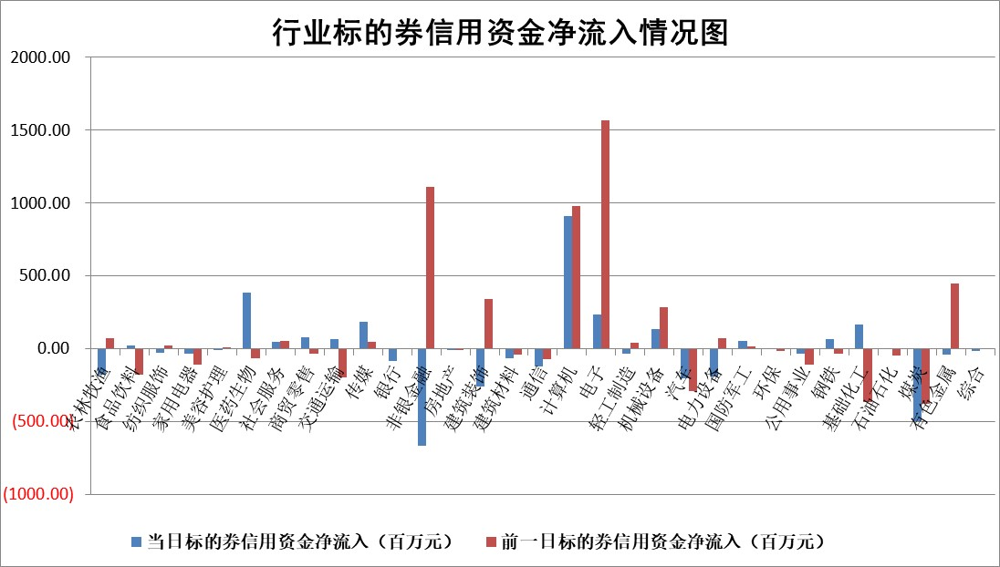 行业标的券信用资金净流入情况图
2000.00
1500.00
1000.00
500.00
0.00
(500.00)
(1000.00)
农林牧渔
食品饮料
纺织服饰
家用电器
美容护理
医药生物
社会服务
商贸零售
交通运输
传媒
银行
非银金融
房地产
建筑装饰
建筑材料
通信
计算机
电子
轻工制造
机械设备
汽车
电力设备
国防军工
环保
公用事业
钢铁
基础化工
石油石化
煤炭
有色金属
综合
当日标的券信用资金净流入（百万元）
前一日标的券信用资金净流入（百万元）